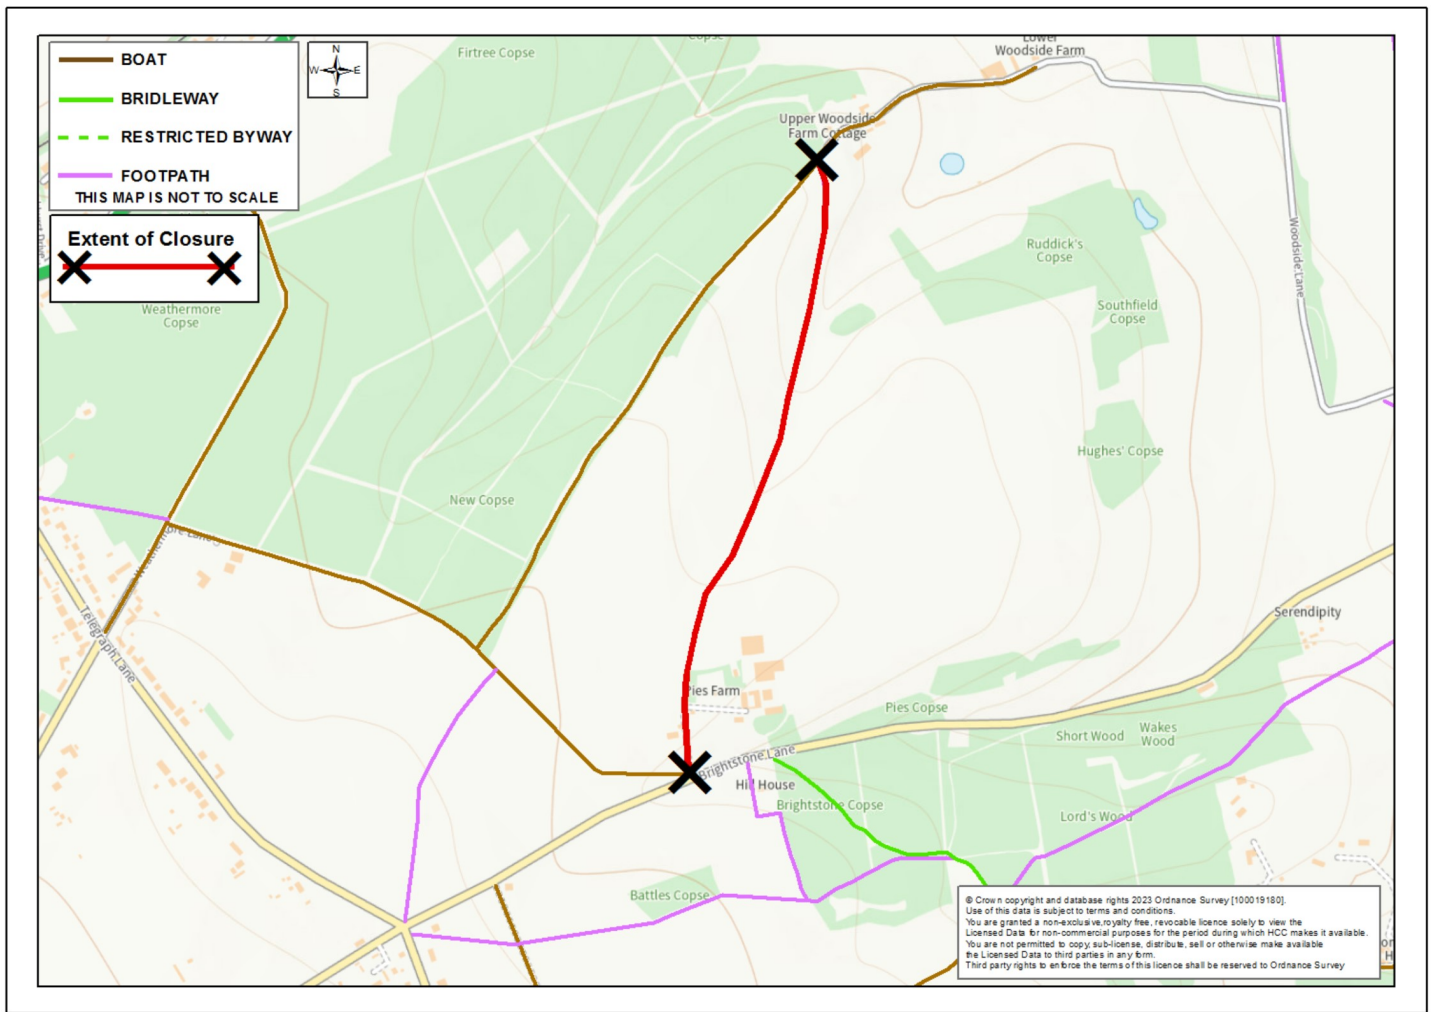 BOAT
BRIDLEWAY
RESTRICTED BYWAY
FOOTPATH
THIS MAP IS NOT TO SCALE
Extent of Closure
N
W
E
S
Firtree Copse
Copse
Lower
Woodside Farm
Upper Woodside
Farm Cottage
Ruddick's
Copse
Woodside Lane
Southfield
Copse
Weathermore
Copse
Hughes' Copse
New Copse
Weathermore Lane
Telegraph Lane
Serendipity
Pies Farm
Pies Copse
Short Wood
Wakes
Wood
Brightstone Lane
Hill House
Brightstone Copse
Lord's Wood
Battles Copse
© Crown copyright and database rights 2023 Ordnance Survey [100019180].
Use of this data is subject to terms and conditions.
You are granted a non-exclusive,royalty free, revocable licence solely to view the
Licensed Data for non-commercial purposes for the period during which HCC makes it available.
You are not permitted to copy, sub-license, distribute, sell or otherwise make available
the Licensed Data to third parties in any form.
Third party rights to enforce the terms of this licence shall be reserved to Ordnance Survey